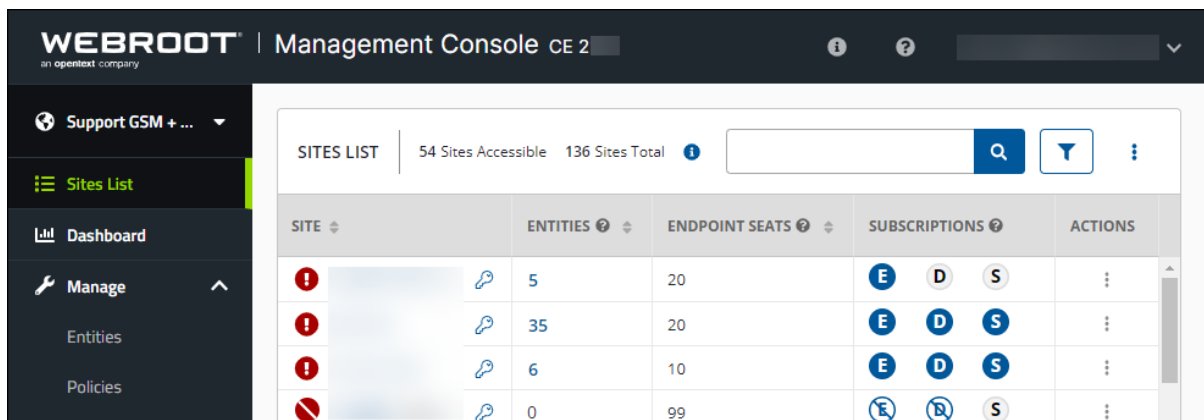 WEBROOT | Management Console CE 2
an opentext company
Support GSM + ...
SITES LIST 54 Sites Accessible 136 Sites Total
Sites List
SITE ENTITIES ENDPOINT SEATS SUBSCRIPTIONS ACTIONS
Dashboard
5 20 E D S
Manage
35 20 E D S
Entities
6 10 E D S
Policies
0 99 E D S